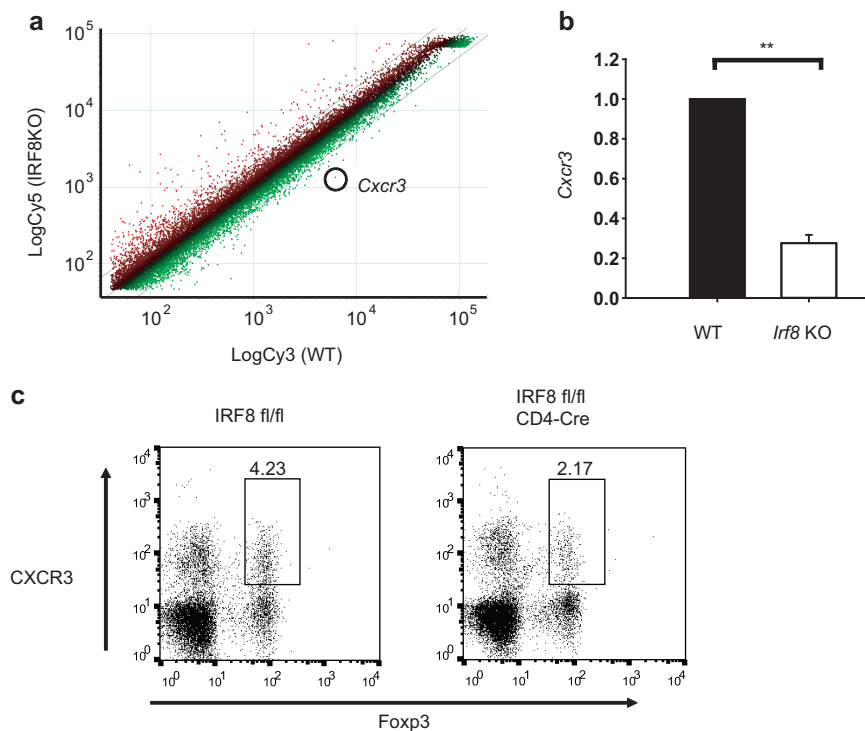 a
10^5
10^4
10^3
10^2
LogCy5 (IRF8KO)
Cxcr3
10^2 10^3 10^4 10^5
LogCy3 (WT)
b
**
1.2
1.0
0.8
0.6
0.4
0.2
0.0
Cxcr3
WT Irf8 KO
c
IRF8 fl/fl
IRF8 fl/fl
CD4-Cre
10^4
10^3
10^2
10^1
10^0
4.23
10^0 10^1 10^2 10^3 10^4
10^4
10^3
10^2
10^1
10^0
2.17
10^0 10^1 10^2 10^3 10^4
CXCR3
Foxp3